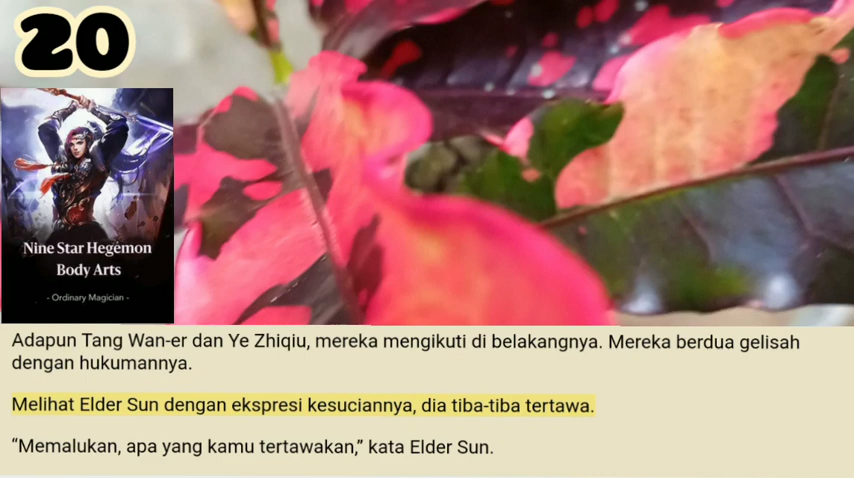 20
Nine Star Hegemon
Body Arts
- Ordinary Magician -
Adapun Tang Wan-er dan Ye Zhiqiu, mereka mengikuti di belakangnya. Mereka berdua gelisah
dengan hukumannya.
Melihat Elder Sun dengan ekspresi kesuciannya, dia tiba-tiba tertawa.
“Memalukan, apa yang kamu tertawakan,” kata Elder Sun.